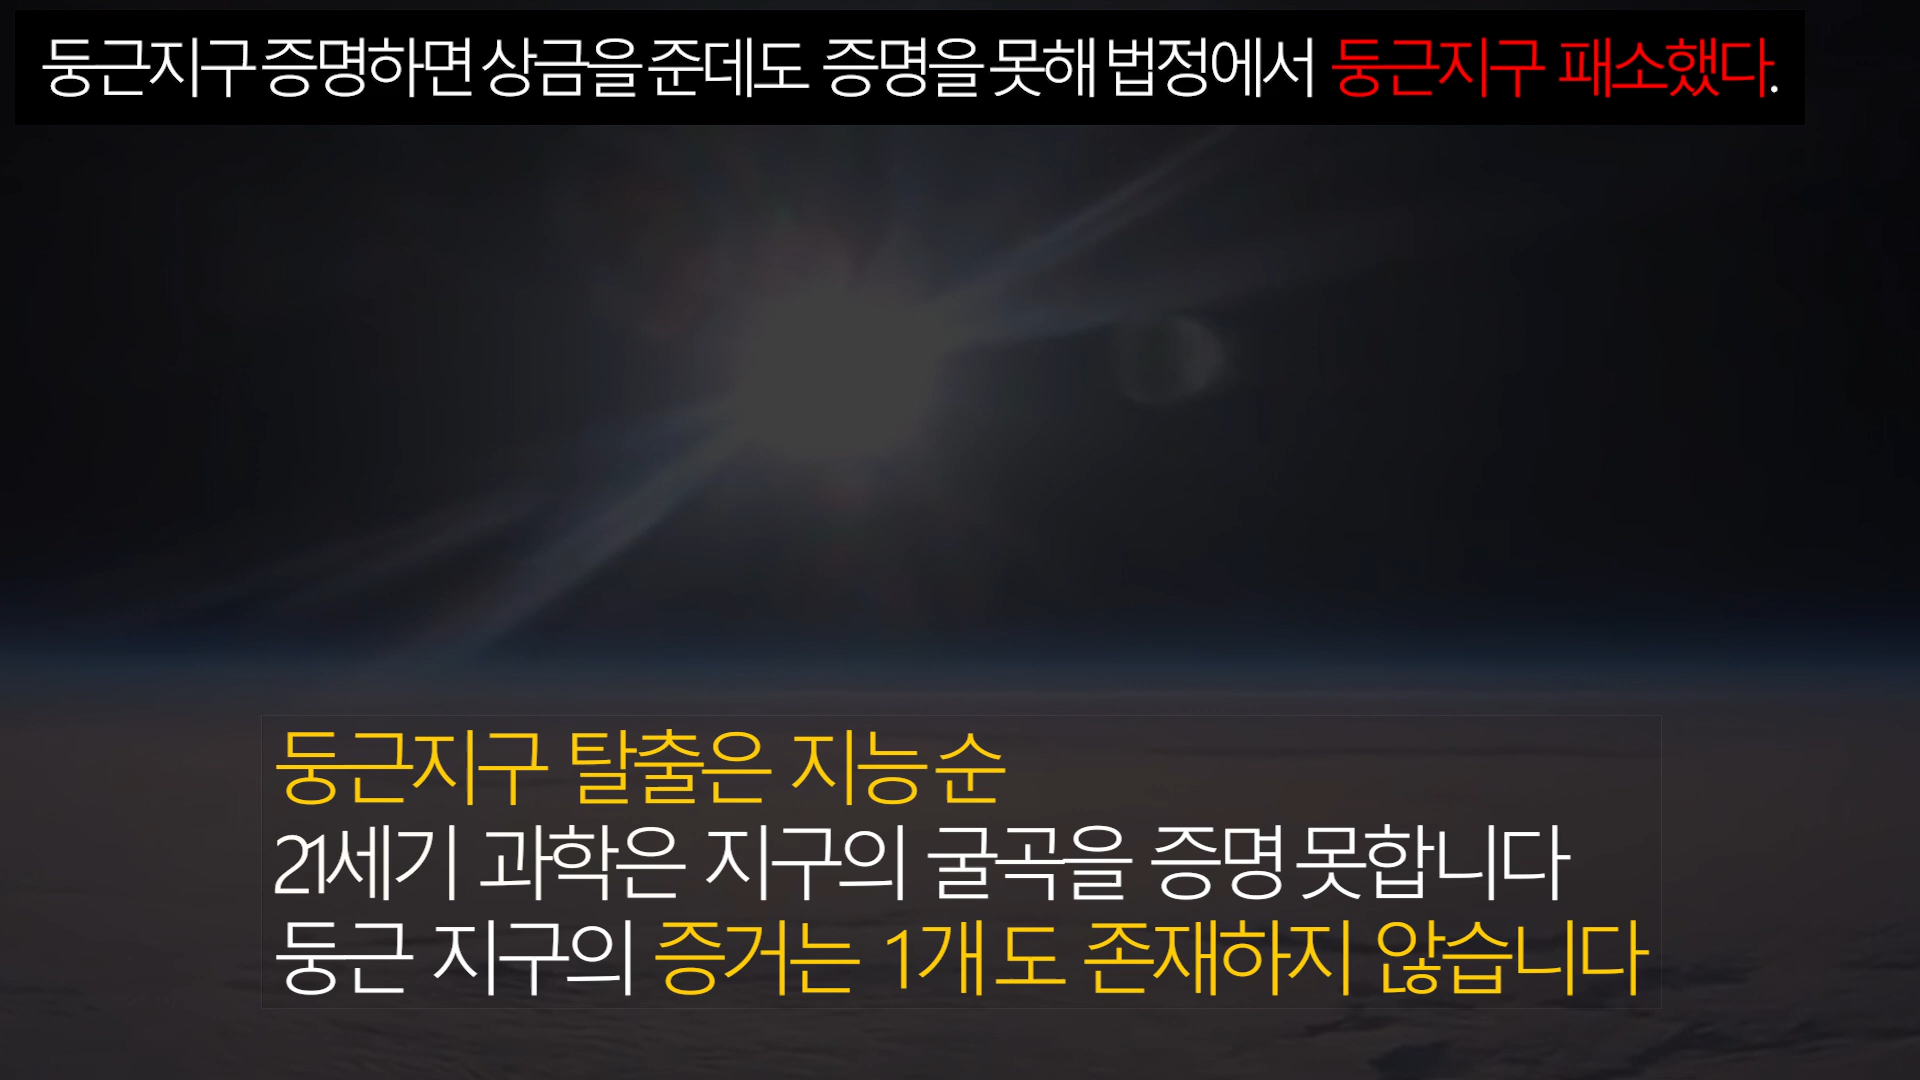 둥근지구 증명하면 상금을 준데도 증명을 못해 법정에서 둥근지구 패소했다.
둥근지구 탈출은 지능순
21세기 과학은 지구의 굴곡을 증명 못합니다
둥근 지구의 증거는 1개도 존재하지 않습니다